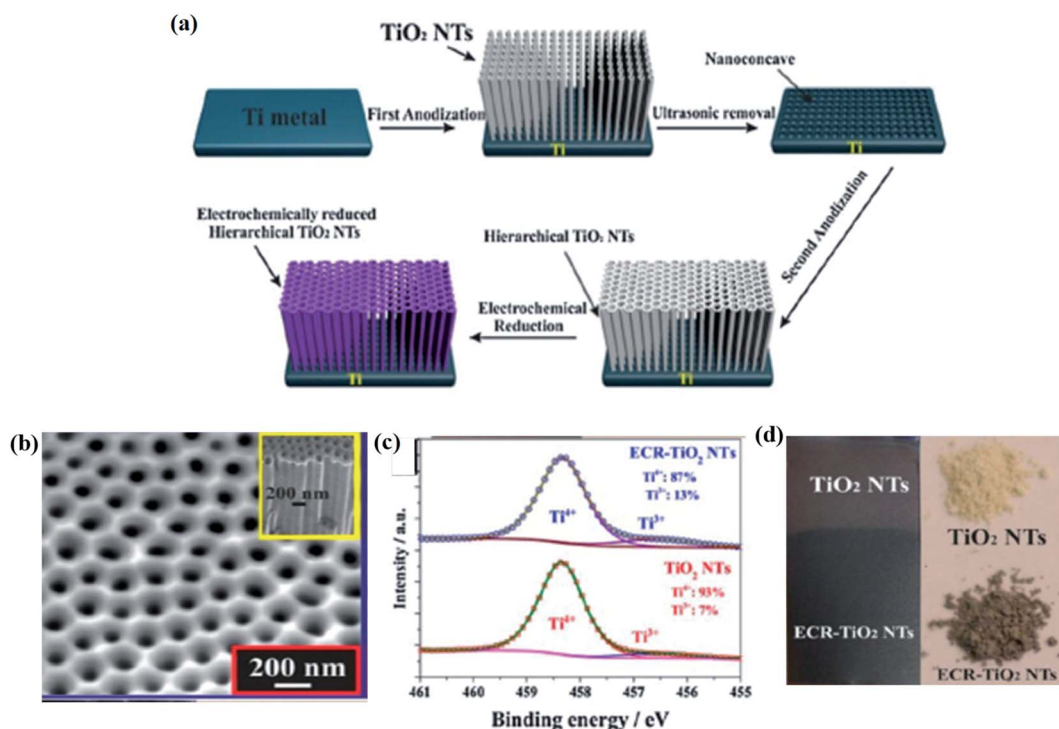 (a)
TiO₂ NTs
Nanoconcave
Ti metal
First Anodization
Ultrasonic removal
Ti
Ti
Second Anodization
Electrochemically reduced
Hierarchical TiO₂ NTs
Hierarchical TiO₂ NTs
Electrochemical
Reduction
Ti
Ti
(b)
200 nm
200 nm
(c)
ECR-TiO₂ NTs
Ti⁴⁺: 87%
Ti³⁺: 13%
Ti⁴⁺
Ti³⁺
TiO₂ NTs
Ti⁴⁺: 93%
Ti³⁺: 7%
Ti⁴⁺
Ti³⁺
Intensity / a.u.
461 460 459 458 457 456 455
Binding energy / eV
(d)
TiO₂ NTs
TiO₂ NTs
ECR-TiO₂ NTs
ECR-TiO₂ NTs